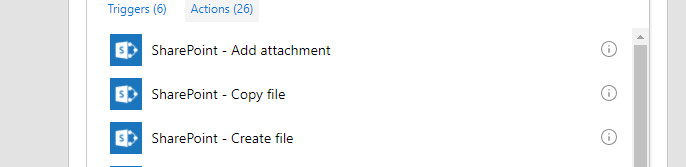 Triggers (6) Actions (26)
SharePoint - Add attachment
SharePoint - Copy file
SharePoint - Create file